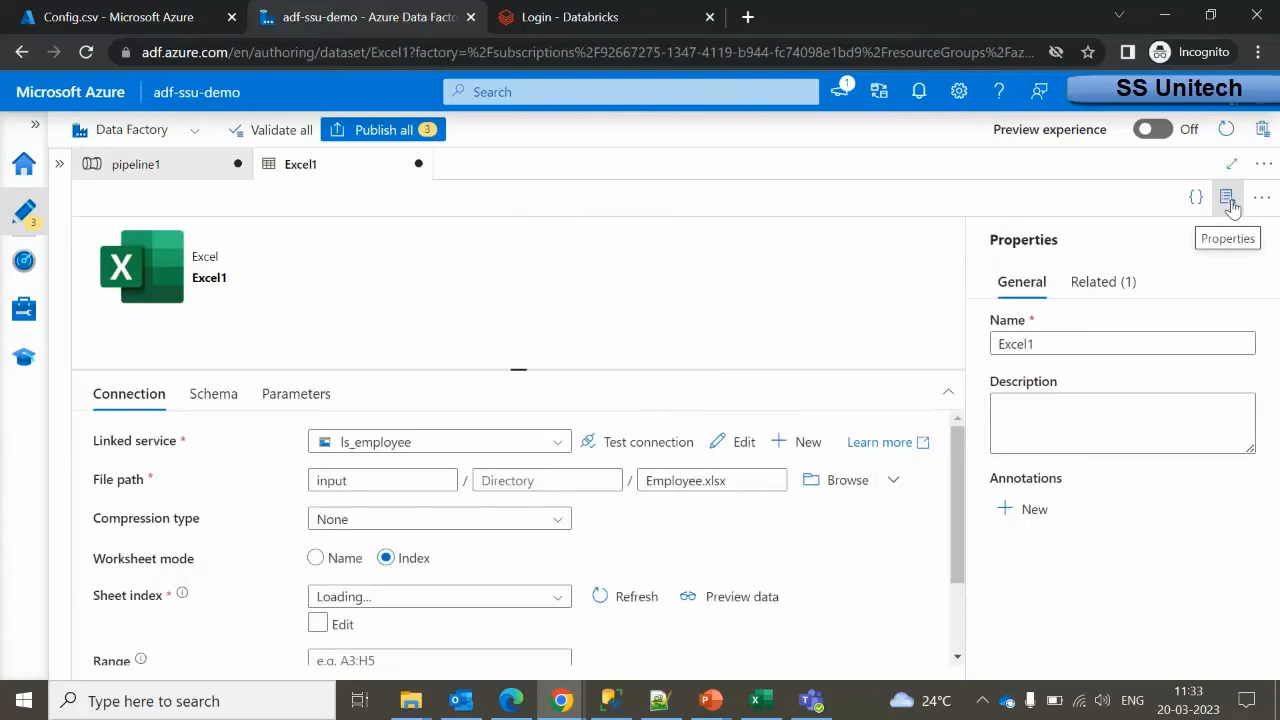 Config.csv - Microsoft Azure
adf-ssu-demo - Azure Data Facto
Login - Databricks
adf.azure.com/en/authoring/dataset/Excel1?factory=%2Fsubscriptions%2F92667275-1347-4119-b944-fc74098e1bd9%2FresourceGroups%2Faz...
Incognito
Microsoft Azure
adf-ssu-demo
Search
1
SS Unitech
Data Factory
Validate all
Publish all
3
Preview experience
Off
pipeline1
Excel1
3
Properties
Excel
Excel1
Connection
Schema
Parameters
Linked service *
ls_employee
Test connection
Edit
New
Learn more
File path *
input
/
Directory
/
Employee.xlsx
Browse
Compression type
None
Worksheet mode
Name
Index
Sheet index *
Loading...
Refresh
Preview data
Edit
Range
e.g. A3:H5
Properties
General
Related (1)
Name *
Excel1
Description
Annotations
New
Type here to search
24°C
ENG
11:33
20-03-2023